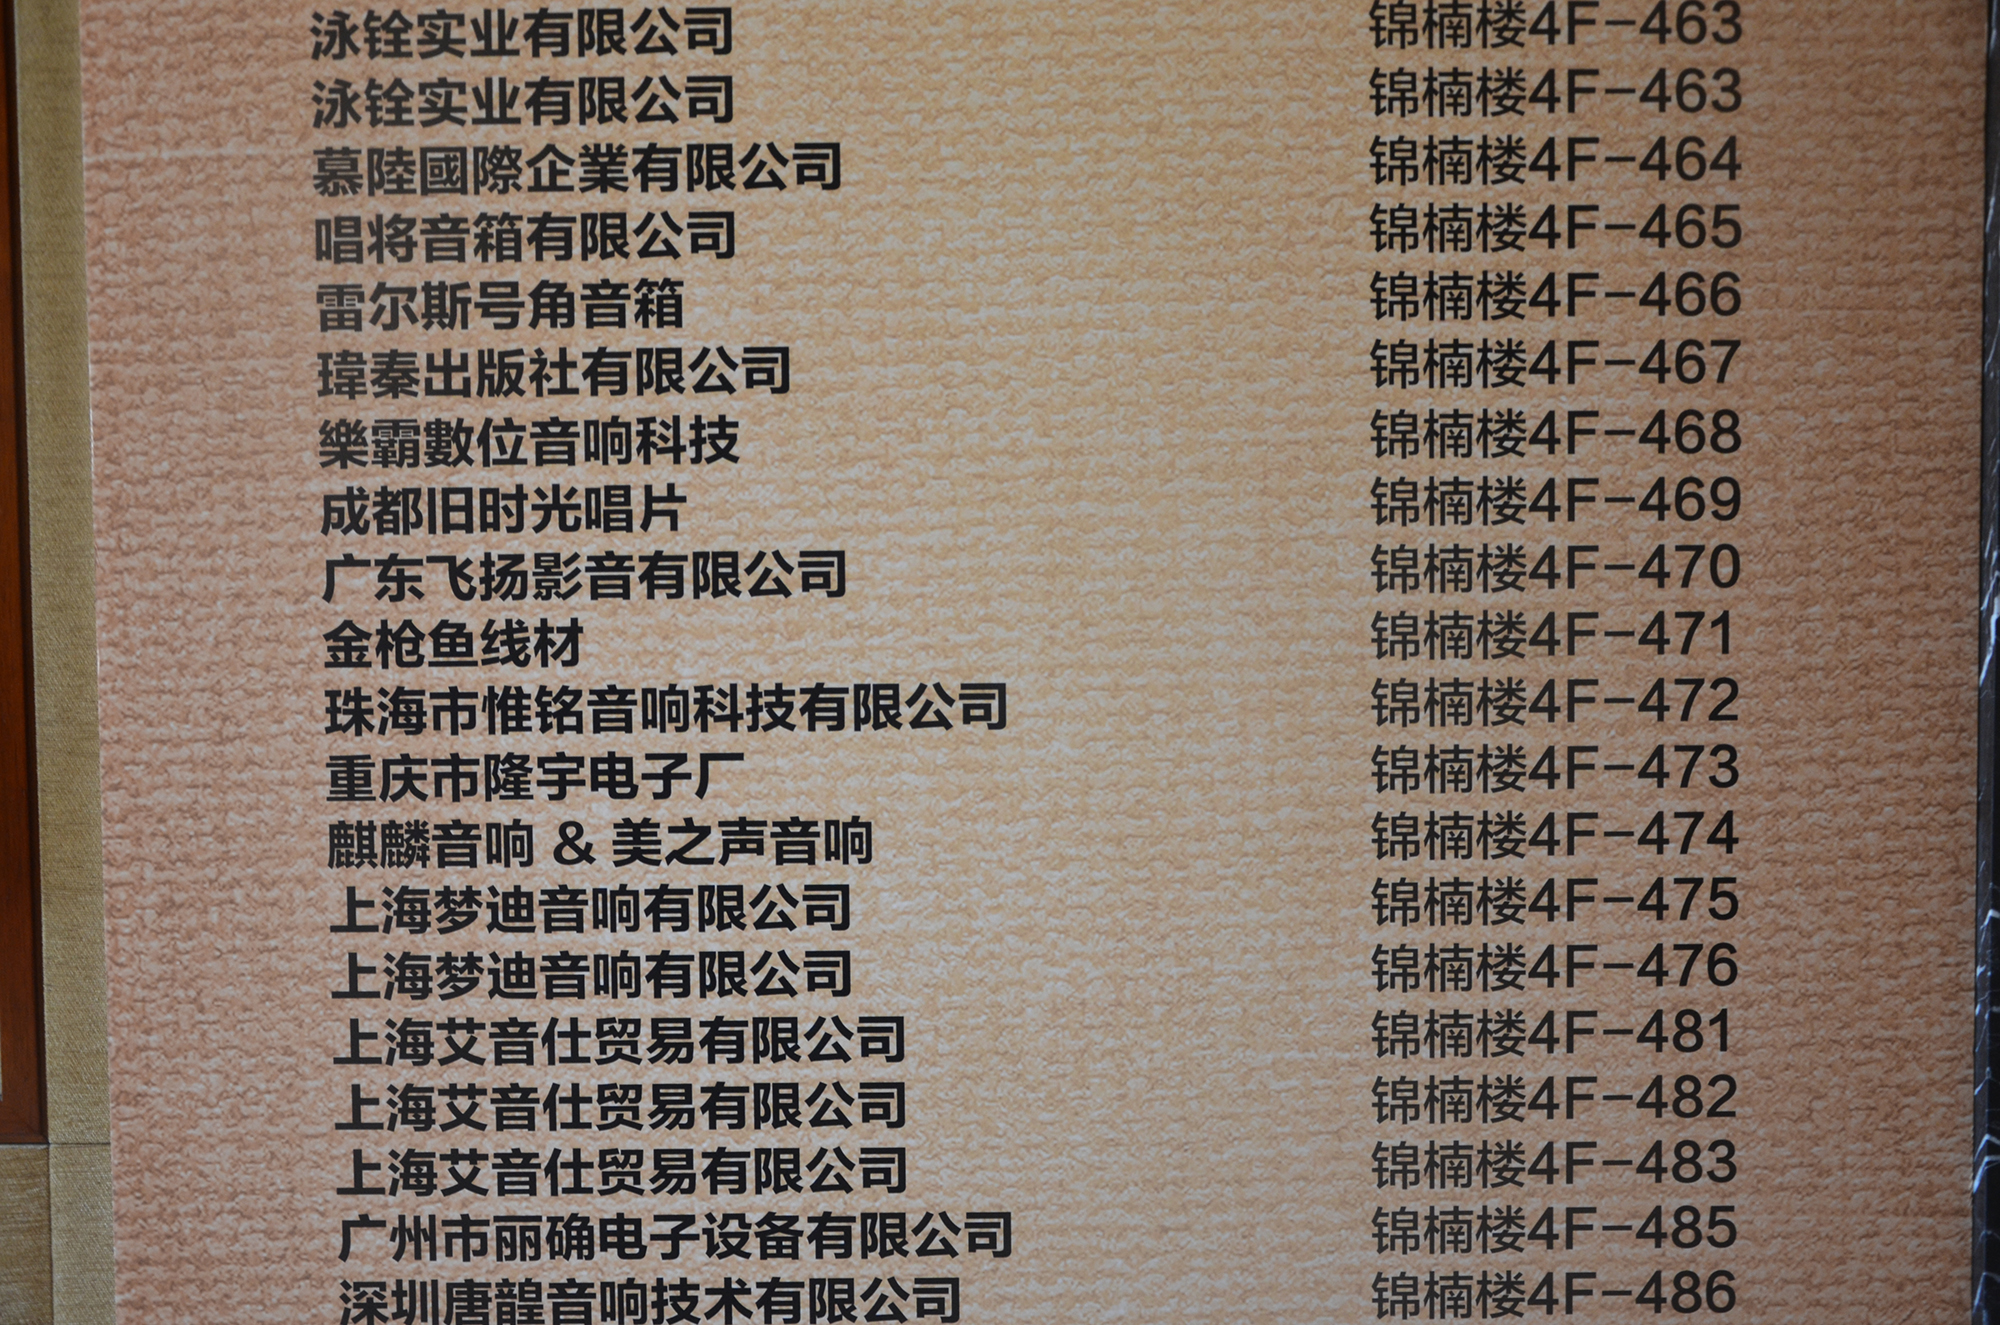 泳铨实业有限公司 锦楠楼4F-463
泳铨实业有限公司 锦楠楼4F-463
慕陸國際企業有限公司 锦楠楼4F-464
唱将音箱有限公司 锦楠楼4F-465
雷尔斯号角音箱 锦楠楼4F-466
瑋秦出版社有限公司 锦楠楼4F-467
樂霸數位音响科技 锦楠楼4F-468
成都旧时光唱片 锦楠楼4F-469
广东飞扬影音有限公司 锦楠楼4F-470
金枪鱼线材 锦楠楼4F-471
珠海市惟铭音响科技有限公司 锦楠楼4F-472
重庆市隆宇电子厂 锦楠楼4F-473
麒麟音响 & 美之声音响 锦楠楼4F-474
上海梦迪音响有限公司 锦楠楼4F-475
上海梦迪音响有限公司 锦楠楼4F-476
上海艾音仕贸易有限公司 锦楠楼4F-481
上海艾音仕贸易有限公司 锦楠楼4F-482
上海艾音仕贸易有限公司 锦楠楼4F-483
广州市丽确电子设备有限公司 锦楠楼4F-485
深圳唐韹音响技术有限公司 锦楠楼4F-486